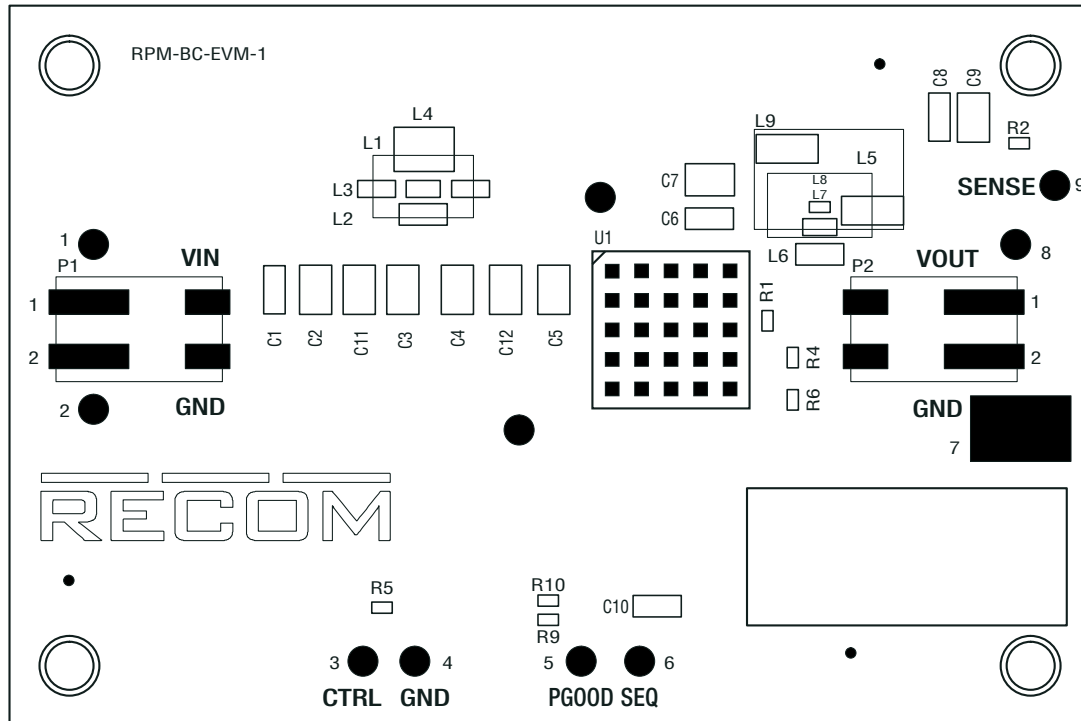 RPM-BC-EVM-1
C8
C9
L4
L9
R2
L1
L5
C7
L8
L3
L7
SENSE
9
L2
C6
1
U1
L6
8
VIN
VOUT
P1
P2
R1
1
1
C1
C2
C11
C3
C4
C12
C5
R4
2
2
R6
2
GND
GND
7
RECOM
R5
R10
C10
R9
3
4
5
6
CTRL
GND
PGOOD
SEQ